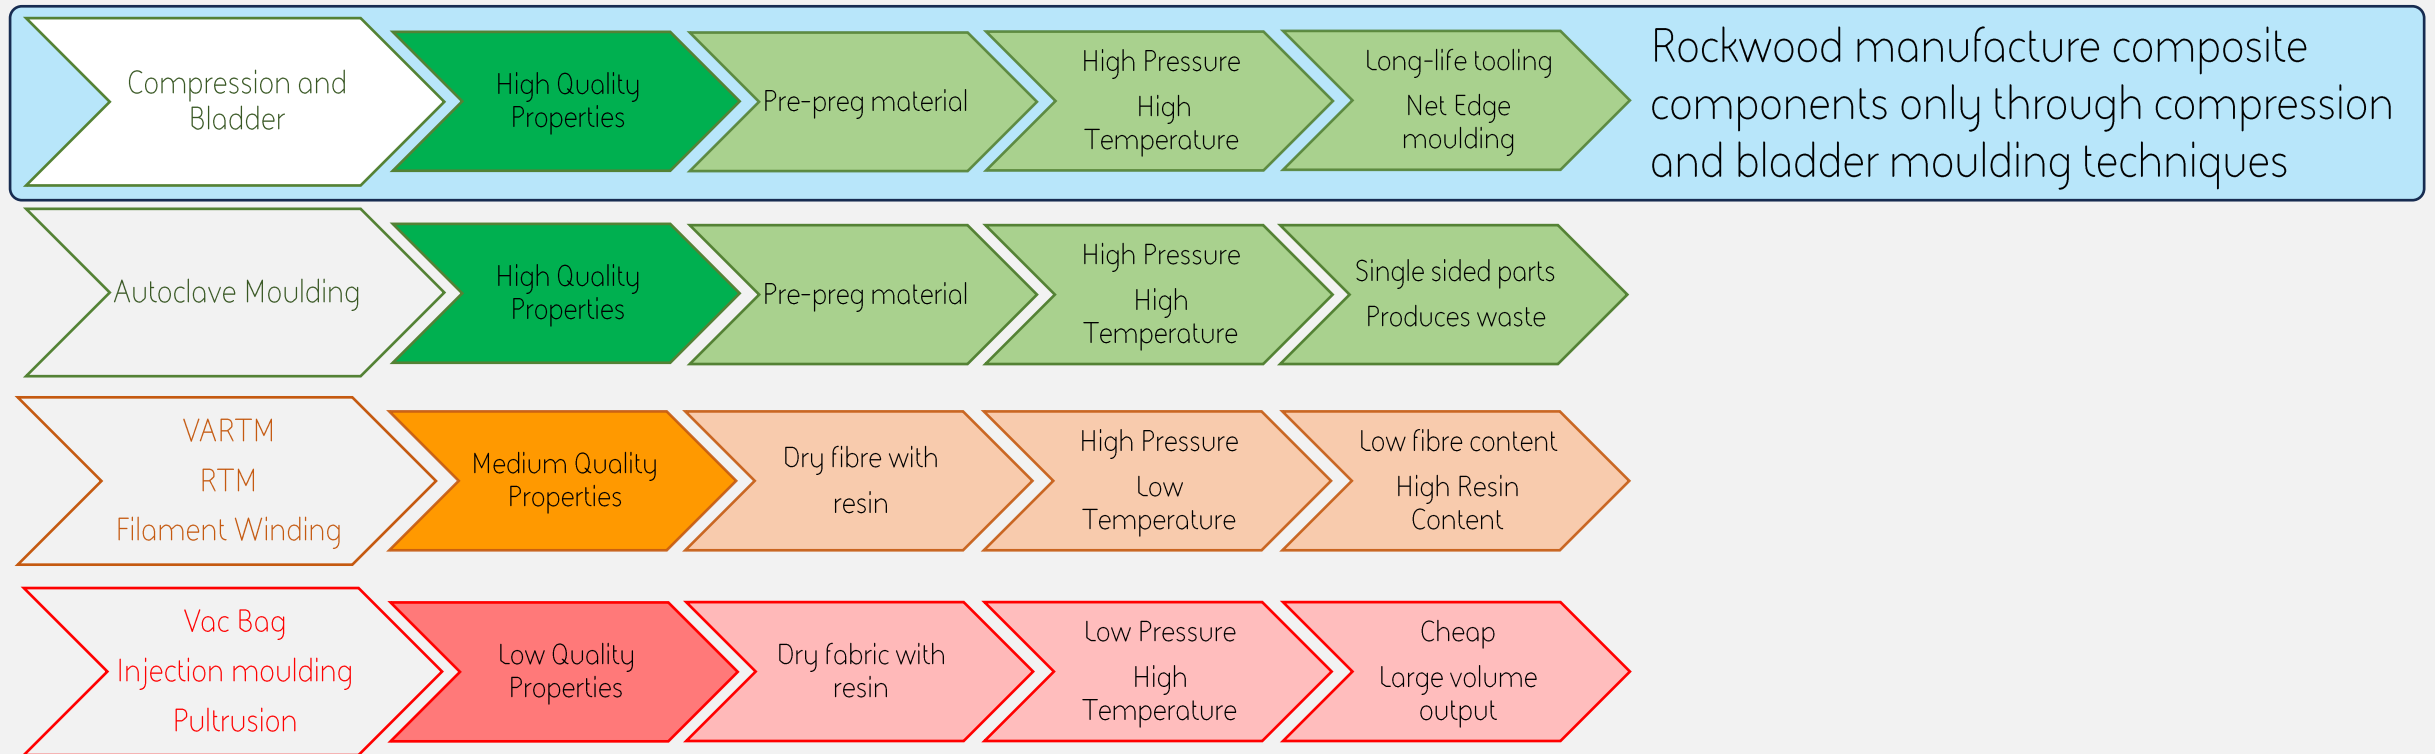 Compression and
Bladder
High Quality
Properties
Pre-preg material
High Pressure
High
Temperature
Long-life tooling
Net Edge
moulding
Rockwood manufacture composite
components only through compression
and bladder moulding techniques
Autoclave Moulding
High Quality
Properties
Pre-preg material
High Pressure
High
Temperature
Single sided parts
Produces waste
VARTM
RTM
Filament Winding
Medium Quality
Properties
Dry fibre with
resin
High Pressure
Low
Temperature
Low fibre content
High Resin
Content
Vac Bag
Injection moulding
Pultrusion
Low Quality
Properties
Dry fabric with
resin
Low Pressure
High
Temperature
Cheap
Large volume
output